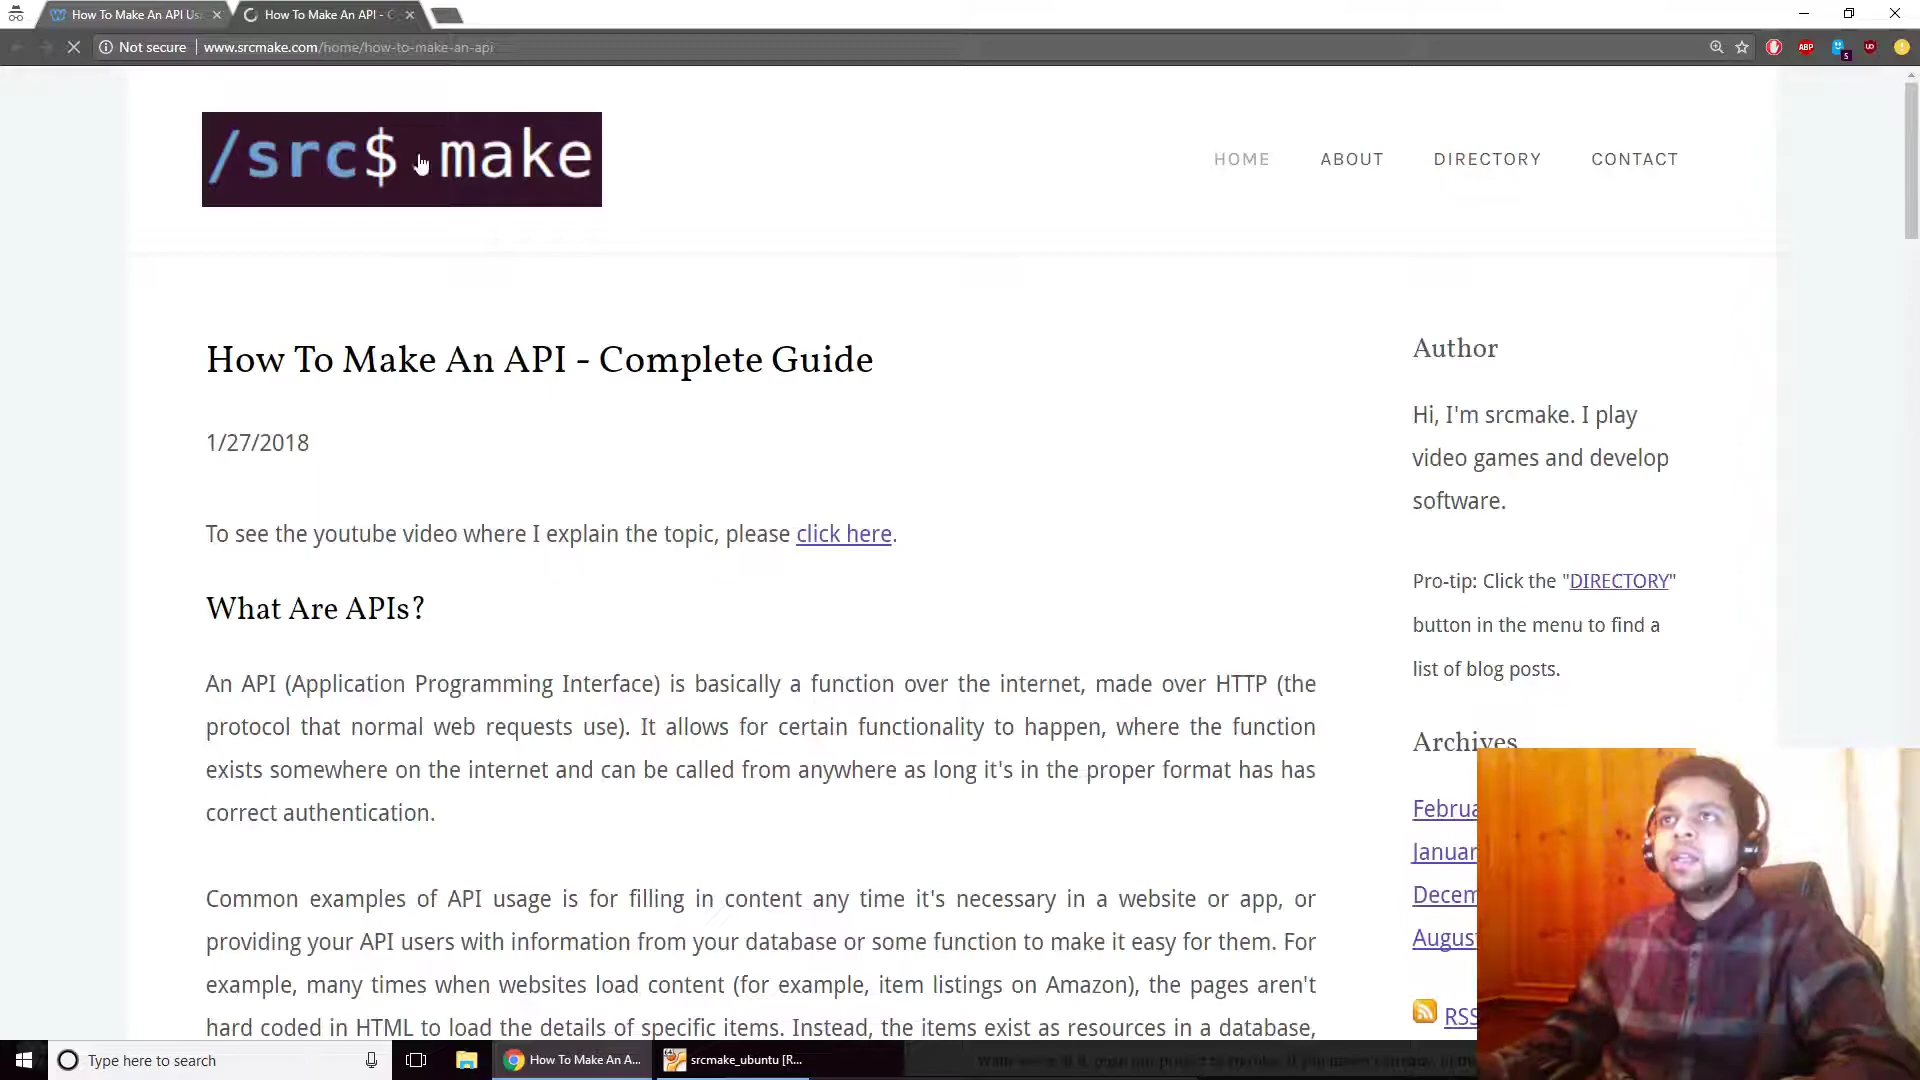 How To Make An API Us
How To Make An API - C
Not secure
www.srcmake.com/home/how-to-make-an-api
ABP
5
/src$ make
HOME
ABOUT
DIRECTORY
CONTACT
How To Make An API - Complete Guide
1/27/2018
To see the youtube video where I explain the topic, please click here.
What Are APIs?
An API (Application Programming Interface) is basically a function over the internet, made over HTTP (the
protocol that normal web requests use). It allows for certain functionality to happen, where the function
exists somewhere on the internet and can be called from anywhere as long it's in the proper format has has
correct authentication.
Common examples of API usage is for filling in content any time it's necessary in a website or app, or
providing your API users with information from your database or some function to make it easy for them. For
example, many times when websites load content (for example, item listings on Amazon), the pages aren't
hard coded in HTML to load the details of specific items. Instead, the items exist as resources in a database,
Author
Hi, I'm srcmake. I play
video games and develop
software.
Pro-tip: Click the "DIRECTORY"
button in the menu to find a
list of blog posts.
Archives
Februa
Januar
Decem
Augus
RSS
Type here to search
How To Make An A...
srcmake_ubuntu [R...